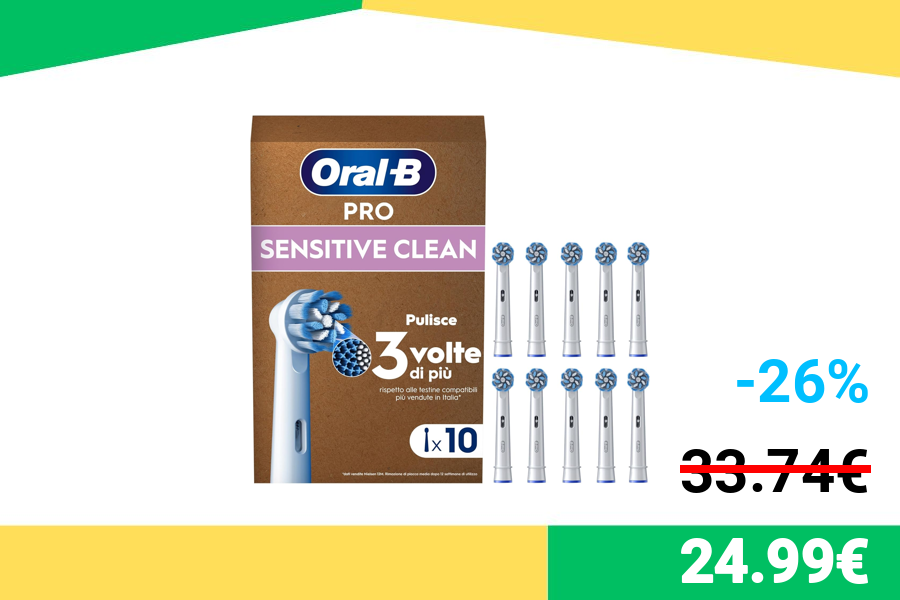 Oral-B
PRO
SENSITIVE CLEAN
Pulisce
3 volte
di più
rispetto alle testine compatibili
più vendute in Italia*
x10
-26%
33.74€
24.99€